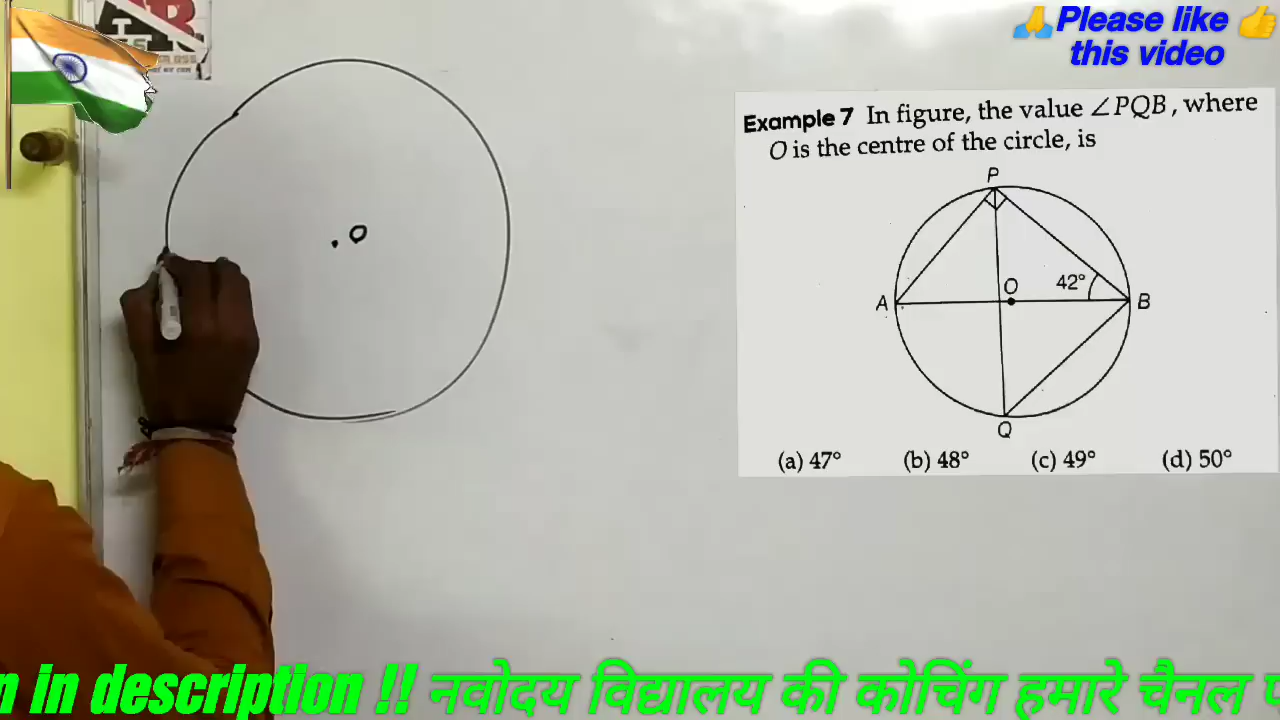 🙏Please like 👍
this video
Example 7 In figure, the value ∠PQB, where
O is the centre of the circle, is
P
A
O
42°
B
Q
(a) 47° (b) 48° (c) 49° (d) 50°
. O
n in description !! नवोदय विद्यालय की कोचिंग हमारे चैनल